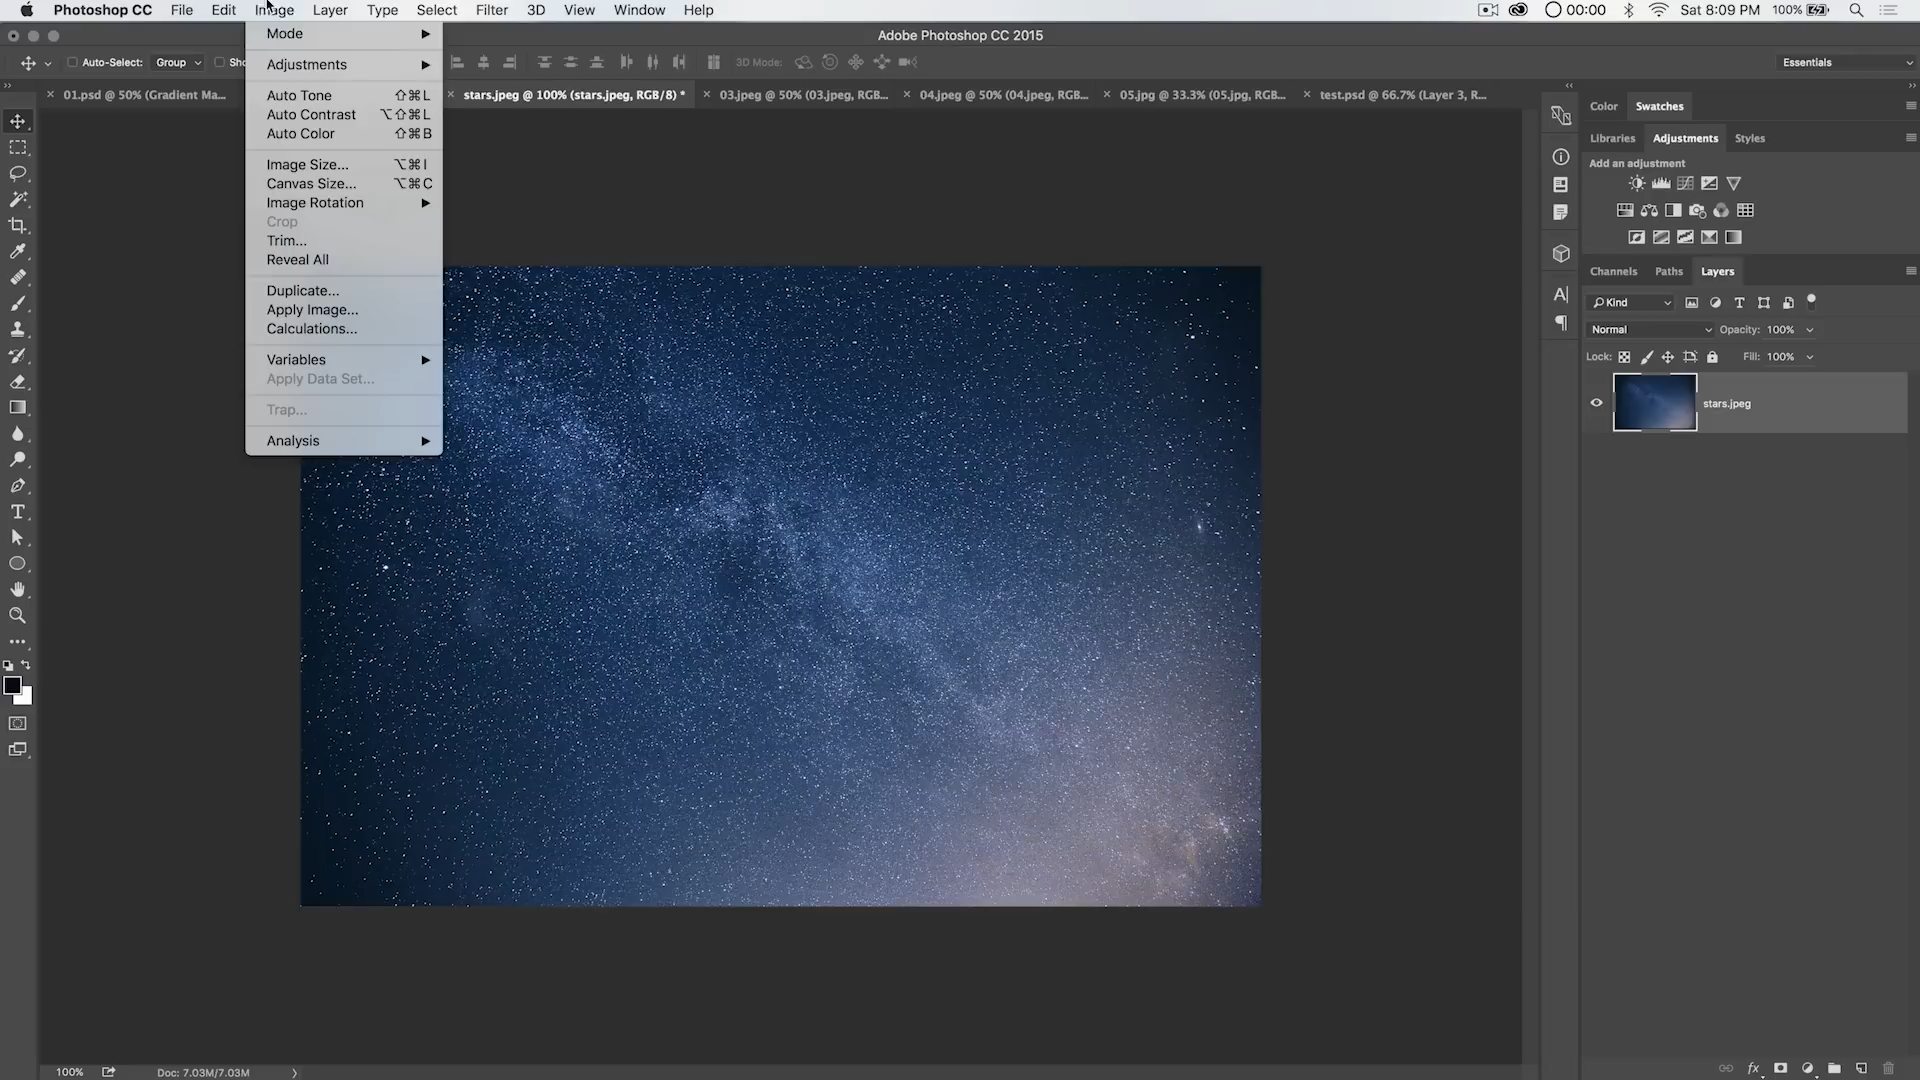 Photoshop CC File Edit Image Layer Type Select Filter 3D View Window Help 00:00 Sat 8:09 PM 100%
Adobe Photoshop CC 2015
Auto-Select: Group Sho 3D Mode: Essentials
01.psd @ 50% (Gradient Ma... stars.jpeg @ 100% (stars.jpeg, RGB/8) * 03.jpeg @ 50% (03.jpeg, RGB... 04.jpeg @ 50% (04.jpeg, RGB... 05.jpg @ 33.3% (05.jpg, RGB... test.psd @ 66.7% (Layer 3, R...
Mode
Adjustments
Auto Tone ⇧⌘L
Auto Contrast ⌥⇧⌘L
Auto Color ⇧⌘B
Image Size... ⌥⌘I
Canvas Size... ⌥⌘C
Image Rotation
Crop
Trim...
Reveal All
Duplicate...
Apply Image...
Calculations...
Variables
Apply Data Set...
Trap...
Analysis
Color Swatches
Libraries Adjustments Styles
Add an adjustment
Channels Paths Layers
Kind
Normal Opacity: 100%
Lock: Fill: 100%
stars.jpeg
100% Doc: 7.03M/7.03M